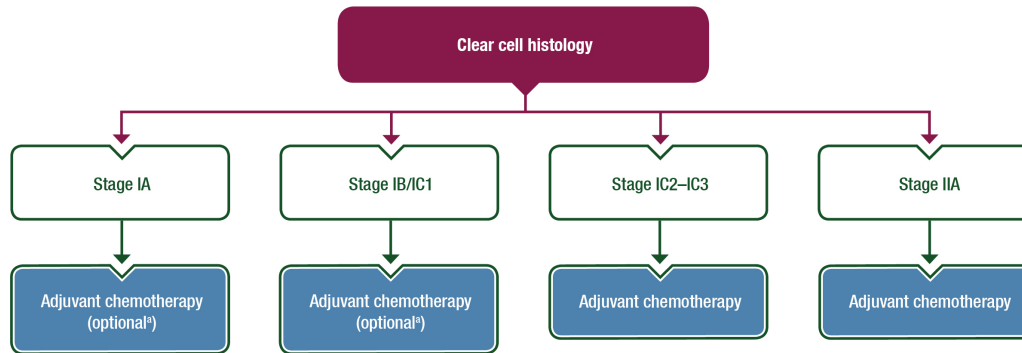 Clear cell histology
Stage IA
Stage IB/IC1
Stage IC2–IC3
Stage IIA
Adjuvant chemotherapy
(optionalᵃ)
Adjuvant chemotherapy
(optionalᵃ)
Adjuvant chemotherapy
Adjuvant chemotherapy